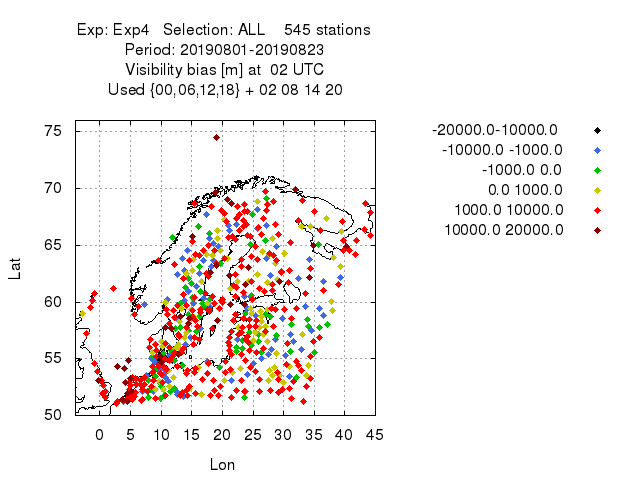 Exp: Exp4   Selection: ALL    545 stations
Period: 20190801-20190823
Visibility bias [m] at  02 UTC
Used {00,06,12,18} + 02 08 14 20
-20000.0-10000.0
-10000.0 -1000.0
-1000.0 0.0
0.0 1000.0
1000.0 10000.0
10000.0 20000.0
75
70
65
60
55
50
Lat
0 5 10 15 20 25 30 35 40 45
Lon